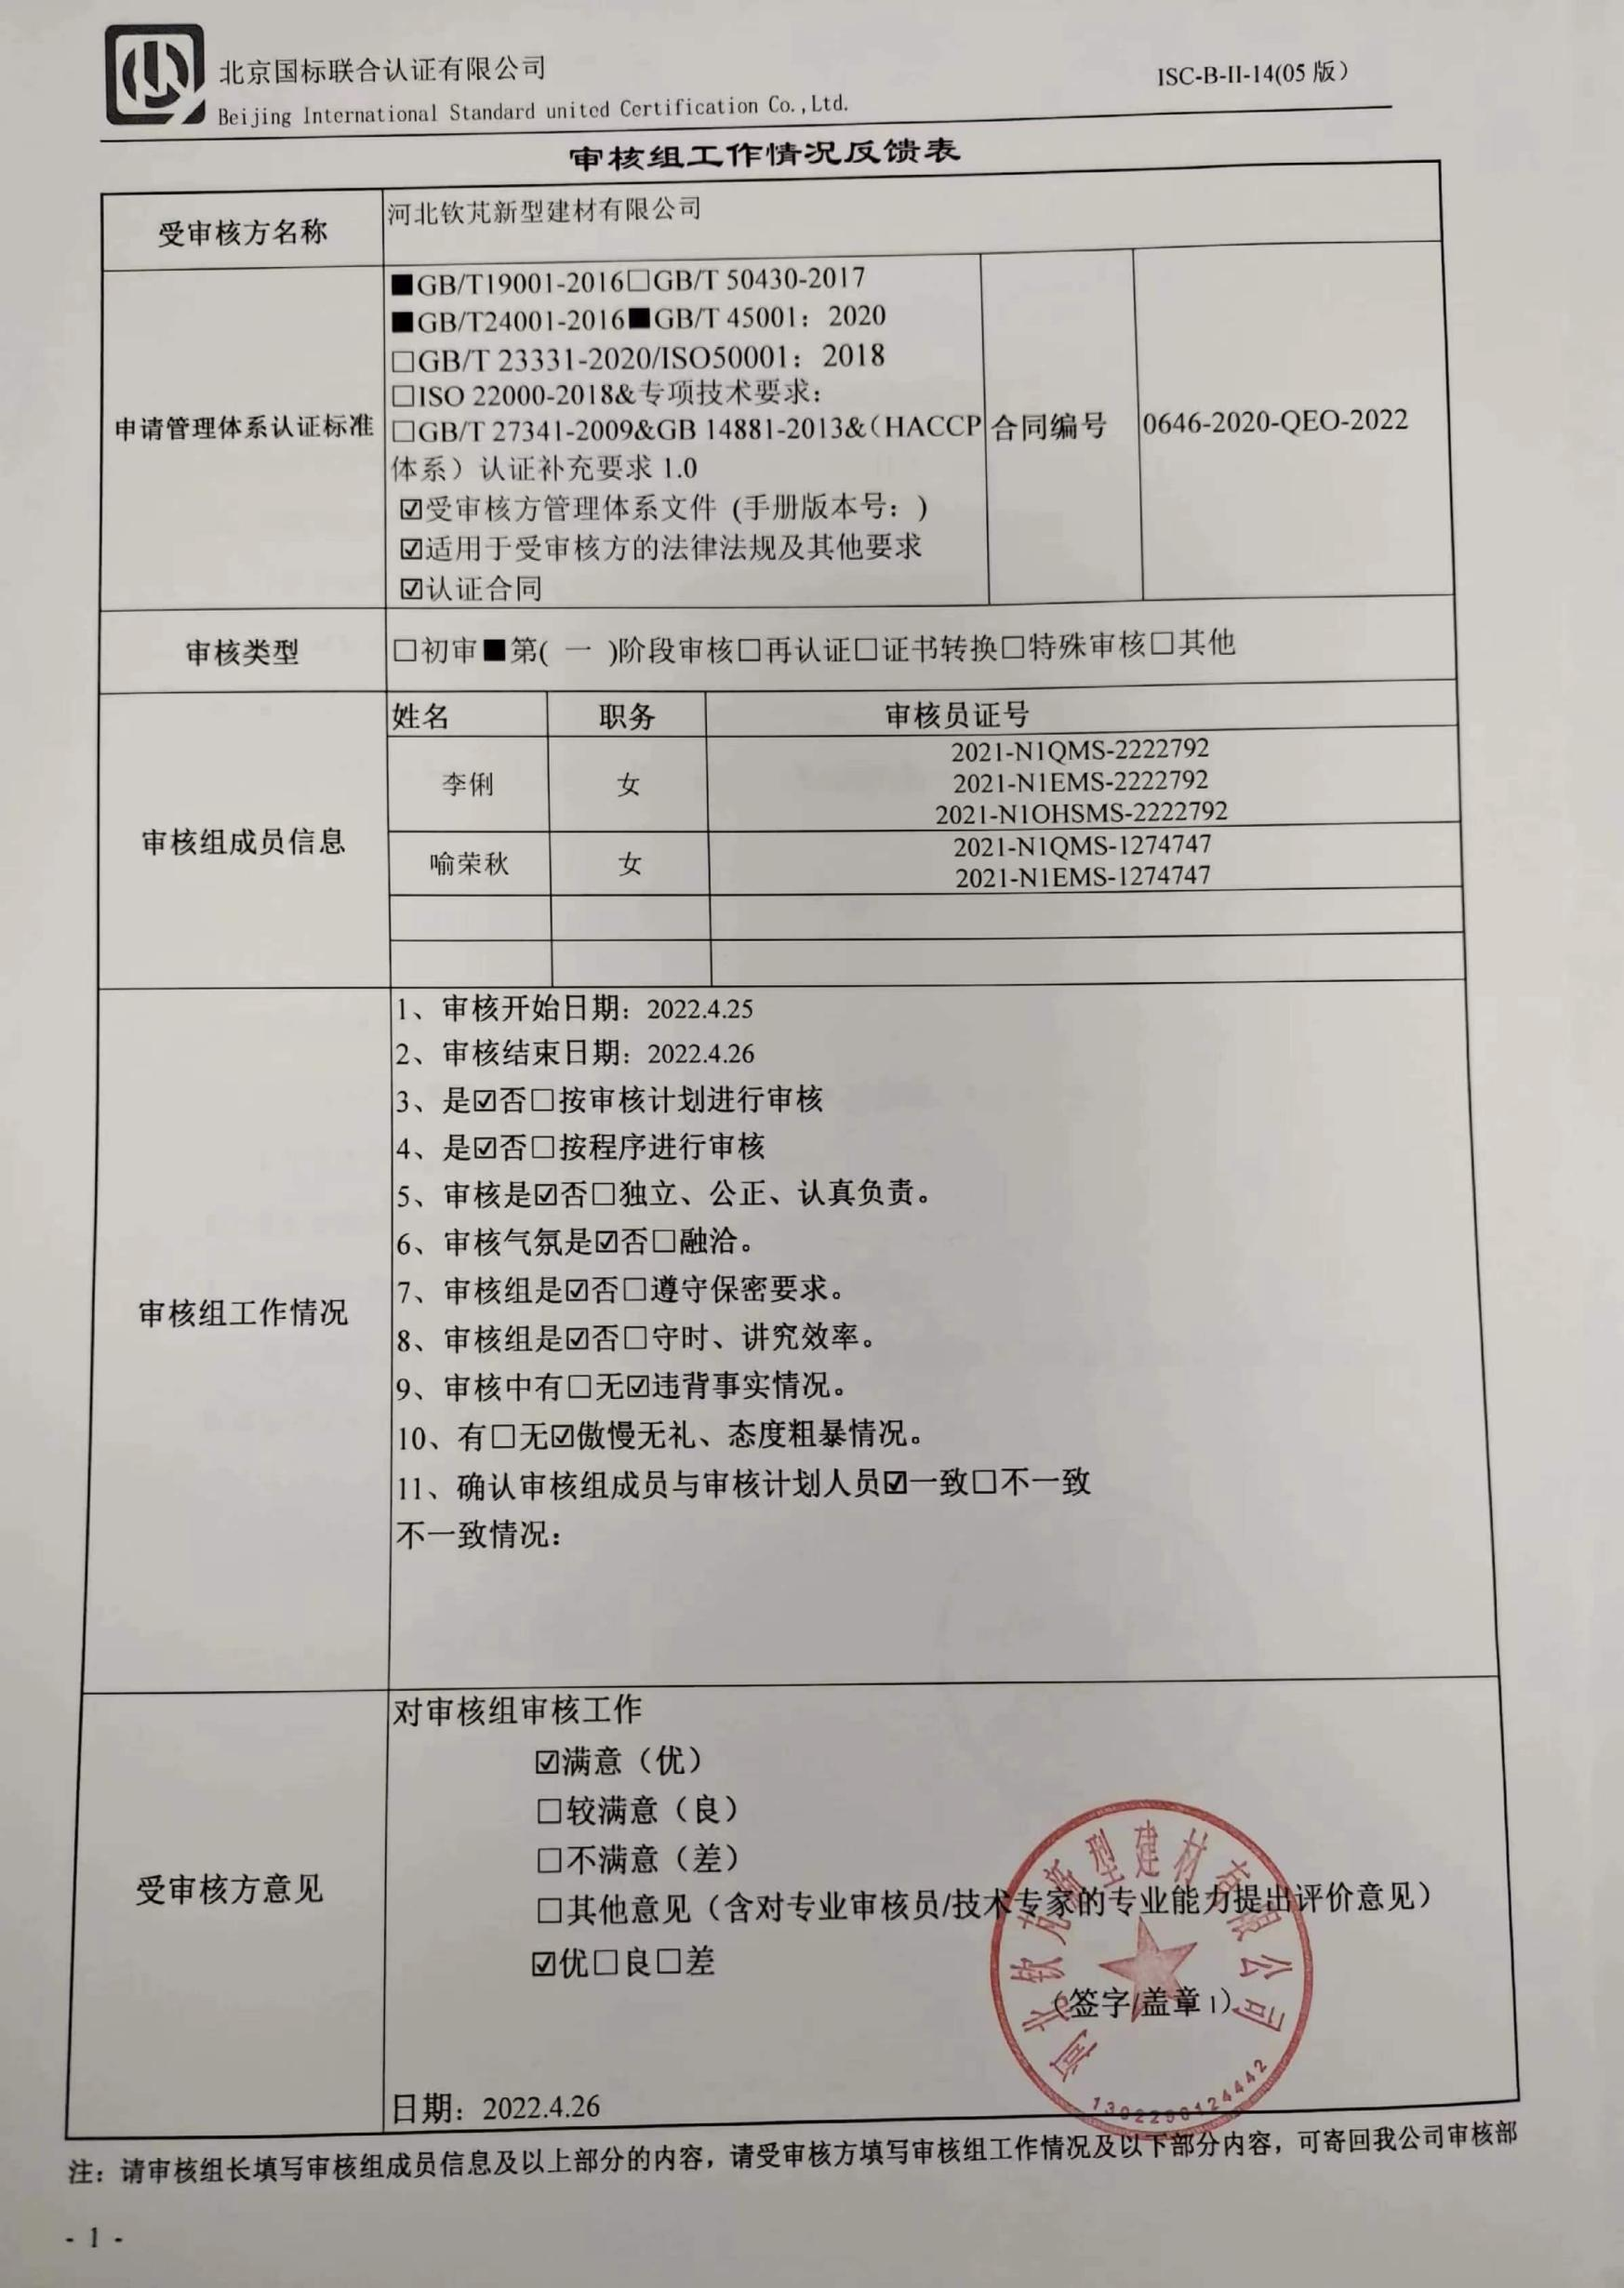 北京国标联合认证有限公司
ISC-B-II-14(05 版）
Beijing International Standard united Certification Co.,Ltd.
审核组工作情况反馈表
受审核方名称
河北钦芃新型建材有限公司
申请管理体系认证标准
■GB/T19001-2016□GB/T 50430-2017
■GB/T24001-2016■GB/T 45001：2020
□GB/T 23331-2020/ISO50001：2018
□ISO 22000-2018&专项技术要求：
□GB/T 27341-2009&GB 14881-2013&（HACCP
体系）认证补充要求 1.0
☑受审核方管理体系文件 (手册版本号：)
☑适用于受审核方的法律法规及其他要求
☑认证合同
合同编号
0646-2020-QEO-2022
审核类型
□初审■第( 一 )阶段审核□再认证□证书转换□特殊审核□其他
审核组成员信息
姓名 职务 审核员证号
李俐 女
2021-N1QMS-2222792
2021-N1EMS-2222792
2021-N1OHSMS-2222792
喻荣秋 女
2021-N1QMS-1274747
2021-N1EMS-1274747
审核组工作情况
1、审核开始日期：2022.4.25
2、审核结束日期：2022.4.26
3、是☑否□按审核计划进行审核
4、是☑否□按程序进行审核
5、审核是☑否□独立、公正、认真负责。
6、审核气氛是☑否□融洽。
7、审核组是☑否□遵守保密要求。
8、审核组是☑否□守时、讲究效率。
9、审核中有□无☑违背事实情况。
10、有□无☑傲慢无礼、态度粗暴情况。
11、确认审核组成员与审核计划人员☑一致□不一致
不一致情况：
受审核方意见
对审核组审核工作
☑满意（优）
□较满意（良）
□不满意（差）
□其他意见（含对专业审核员/技术专家的专业能力提出评价意见）
☑优□良□差
（签字/盖章1）
河北钦芃新型建材有限公司
日期：2022.4.26
注：请审核组长填写审核组成员信息及以上部分的内容，请受审核方填写审核组工作情况及以下部分内容，可寄回我公司审核部
- 1 -